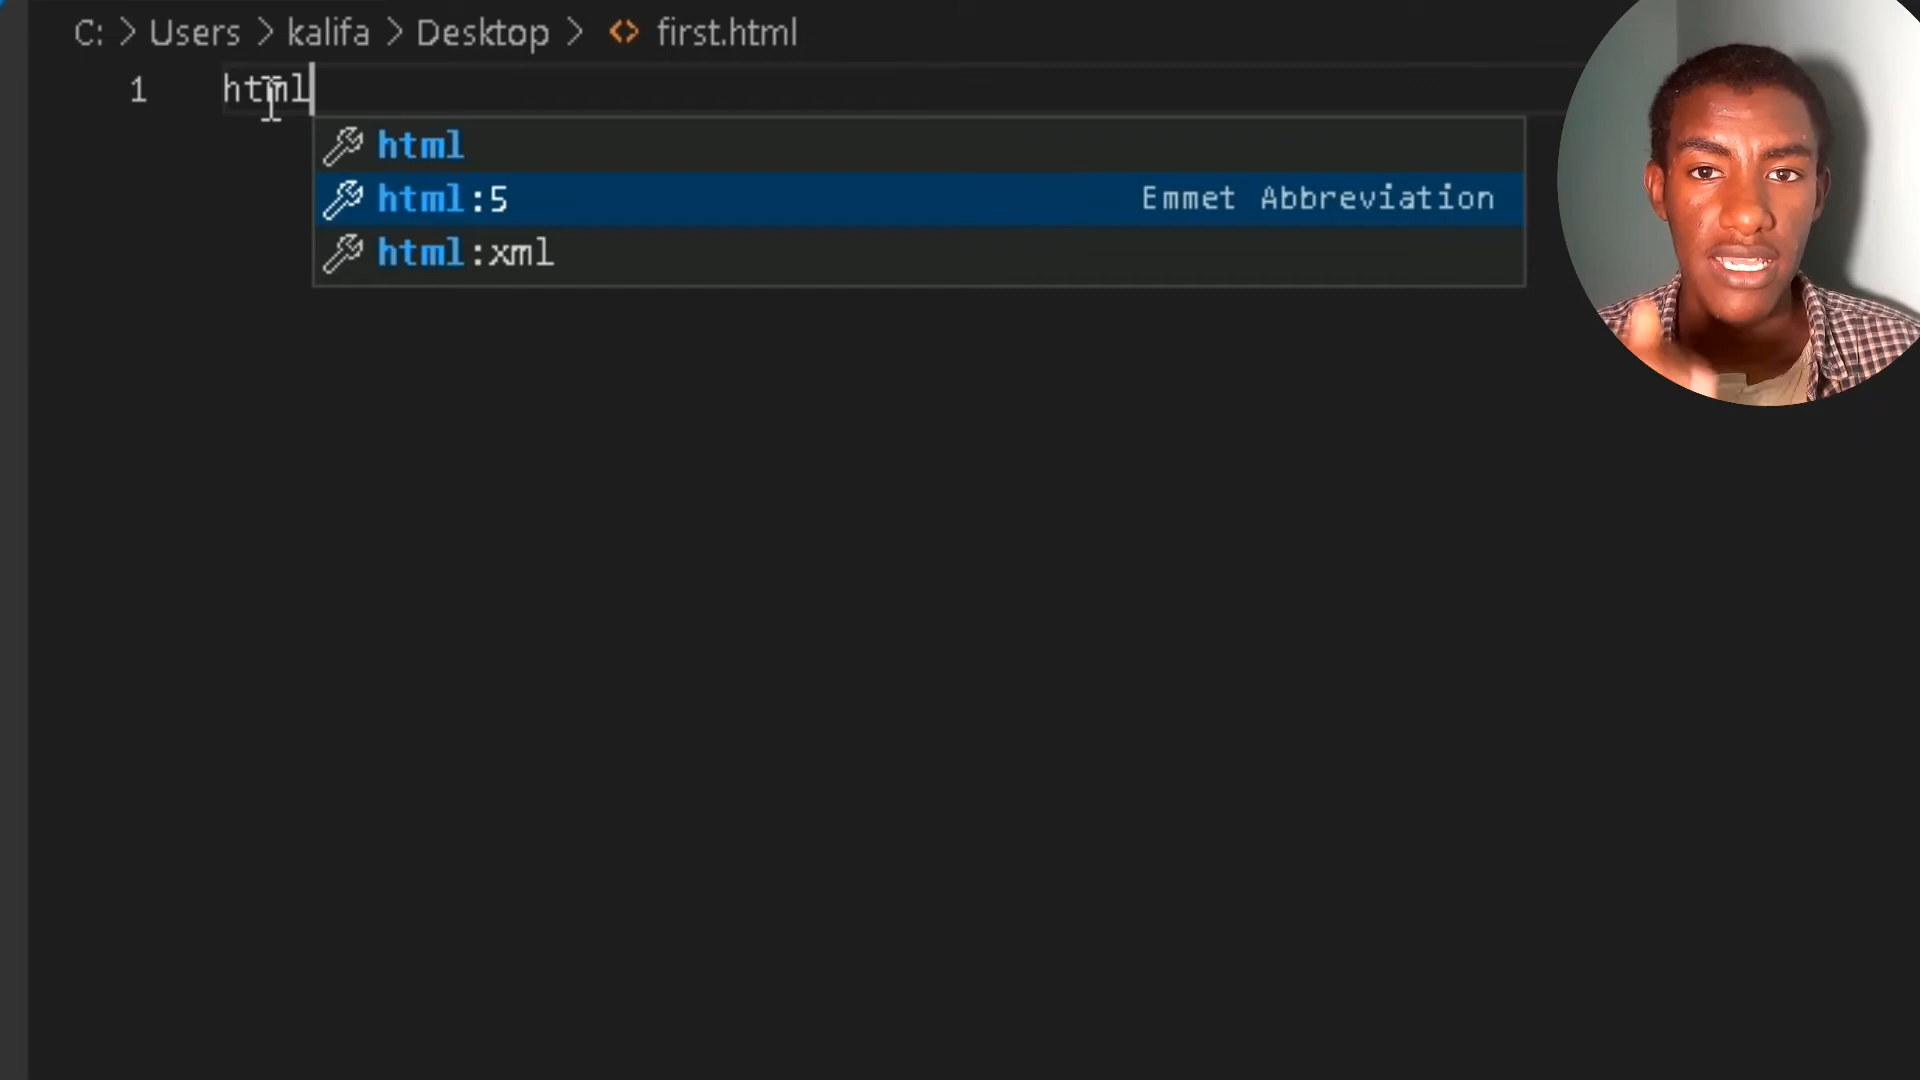 C: > Users > kalifa > Desktop > <> first.html
1 html
html
html:5 Emmet Abbreviation
html:xml